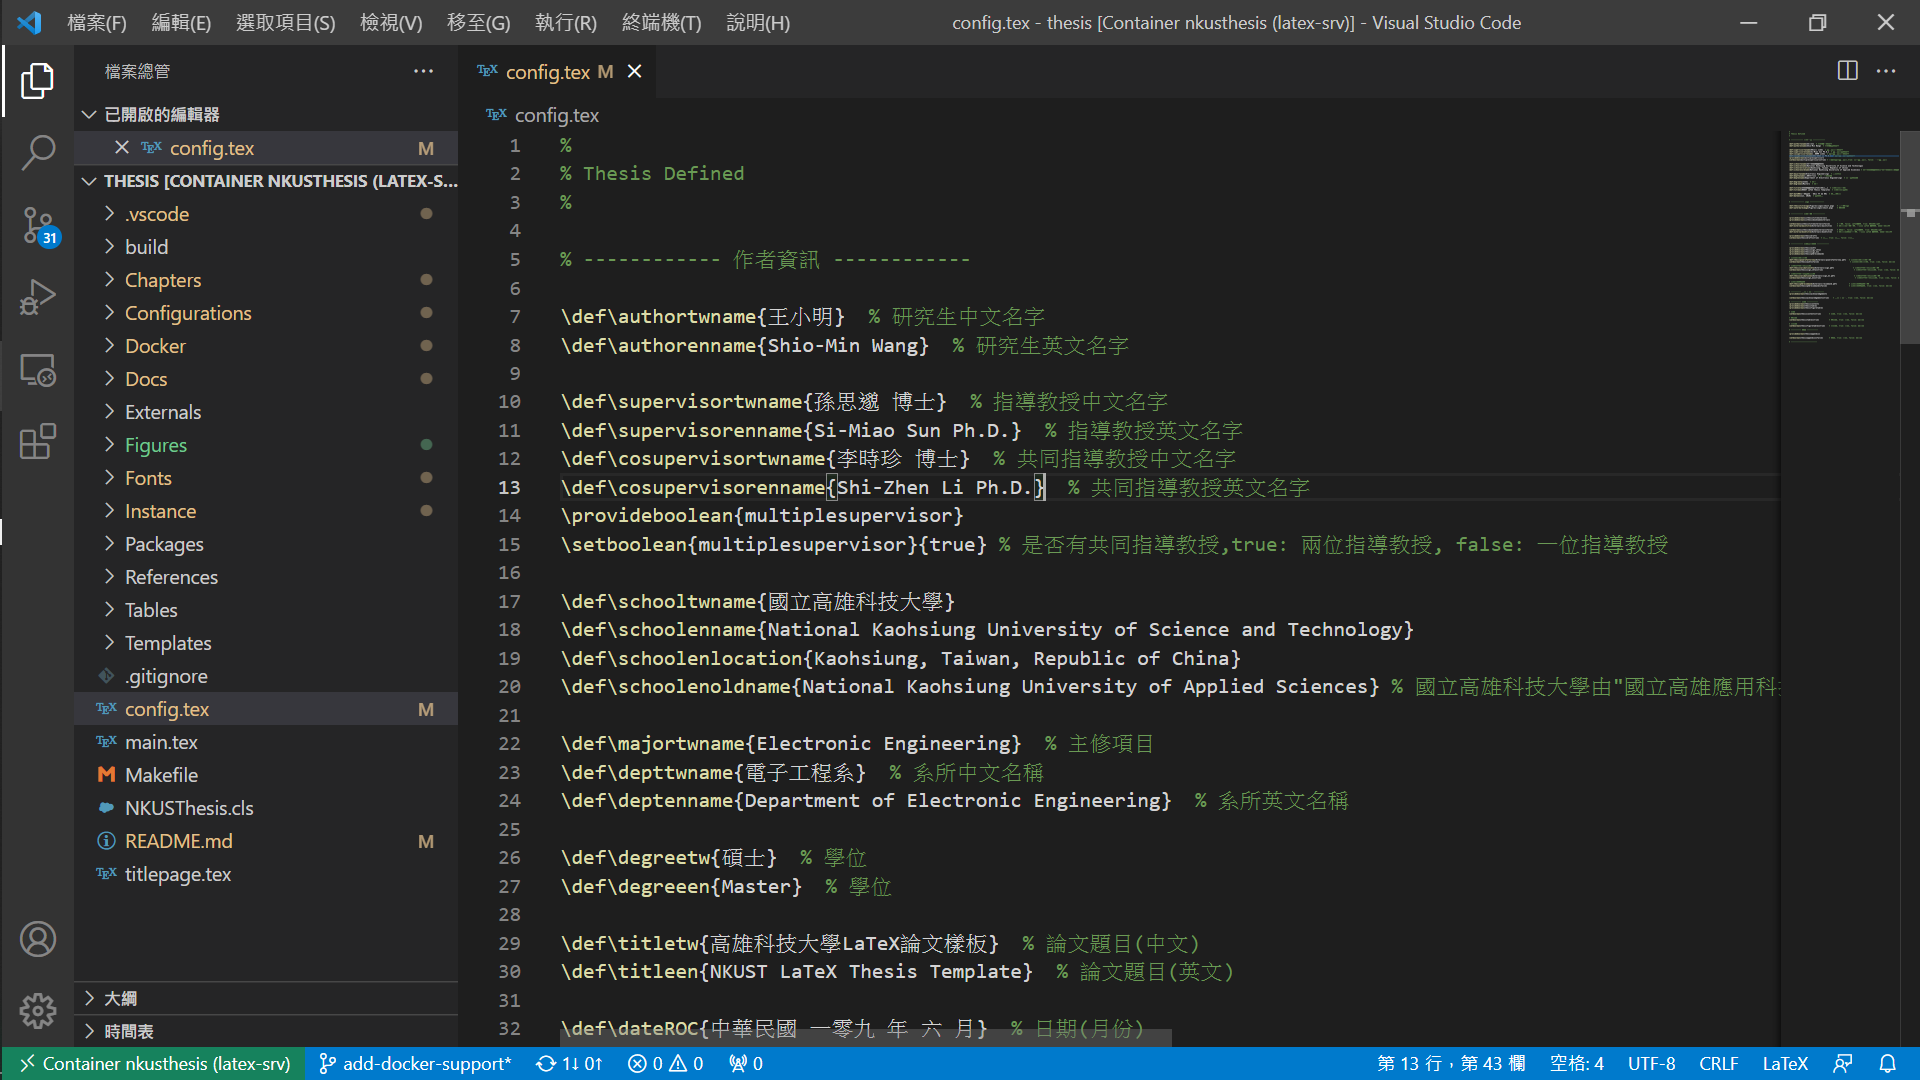 檔案(F) 編輯(E) 選取項目(S) 檢視(V) 移至(G) 執行(R) 終端機(T) 說明(H) config.tex - thesis [Container nkusthesis (latex-srv)] - Visual Studio Code
檔案總管
已開啟的編輯器
TEX config.tex M
THESIS [CONTAINER NKUSTHESIS (LATEX-S...
.vscode
build
Chapters
Configurations
Docker
Docs
Externals
Figures
Fonts
Instance
Packages
References
Tables
Templates
.gitignore
TEX config.tex M
TEX main.tex
Makefile
NKUSThesis.cls
README.md M
TEX titlepage.tex
大綱
時間表
31
TEX config.tex M
TEX config.tex
1 %
2 % Thesis Defined
3 %
4
5 % ------------ 作者資訊 ------------
6
7 \def\authortwname{王小明}  % 研究生中文名字
8 \def\authorenname{Shio-Min Wang}  % 研究生英文名字
9
10 \def\supervisortwname{孫思邈 博士}  % 指導教授中文名字
11 \def\supervisorenname{Si-Miao Sun Ph.D.}  % 指導教授英文名字
12 \def\cosupervisortwname{李時珍 博士}  % 共同指導教授中文名字
13 \def\cosupervisorenname{Shi-Zhen Li Ph.D.}  % 共同指導教授英文名字
14 \provideboolean{multiplesupervisor}
15 \setboolean{multiplesupervisor}{true} % 是否有共同指導教授,true: 兩位指導教授, false: 一位指導教授
16
17 \def\schooltwname{國立高雄科技大學}
18 \def\schoolenname{National Kaohsiung University of Science and Technology}
19 \def\schoolenlocation{Kaohsiung, Taiwan, Republic of China}
20 \def\schoolenoldname{National Kaohsiung University of Applied Sciences} % 國立高雄科技大學由"國立高雄應用科
21
22 \def\majortwname{Electronic Engineering}  % 主修項目
23 \def\depttwname{電子工程系}  % 系所中文名稱
24 \def\deptenname{Department of Electronic Engineering}  % 系所英文名稱
25
26 \def\degreetw{碩士}  % 學位
27 \def\degreeen{Master}  % 學位
28
29 \def\titletw{高雄科技大學LaTeX論文樣板}  % 論文題目(中文)
30 \def\titleen{NKUST LaTeX Thesis Template}  % 論文題目(英文)
31
32 \def\dateROC{中華民國 一零九 年 六 月}  % 日期(月份)
Container nkusthesis (latex-srv) add-docker-support* 1↓ 0↑ 0 0 0 第 13 行，第 43 欄 空格: 4 UTF-8 CRLF LaTeX